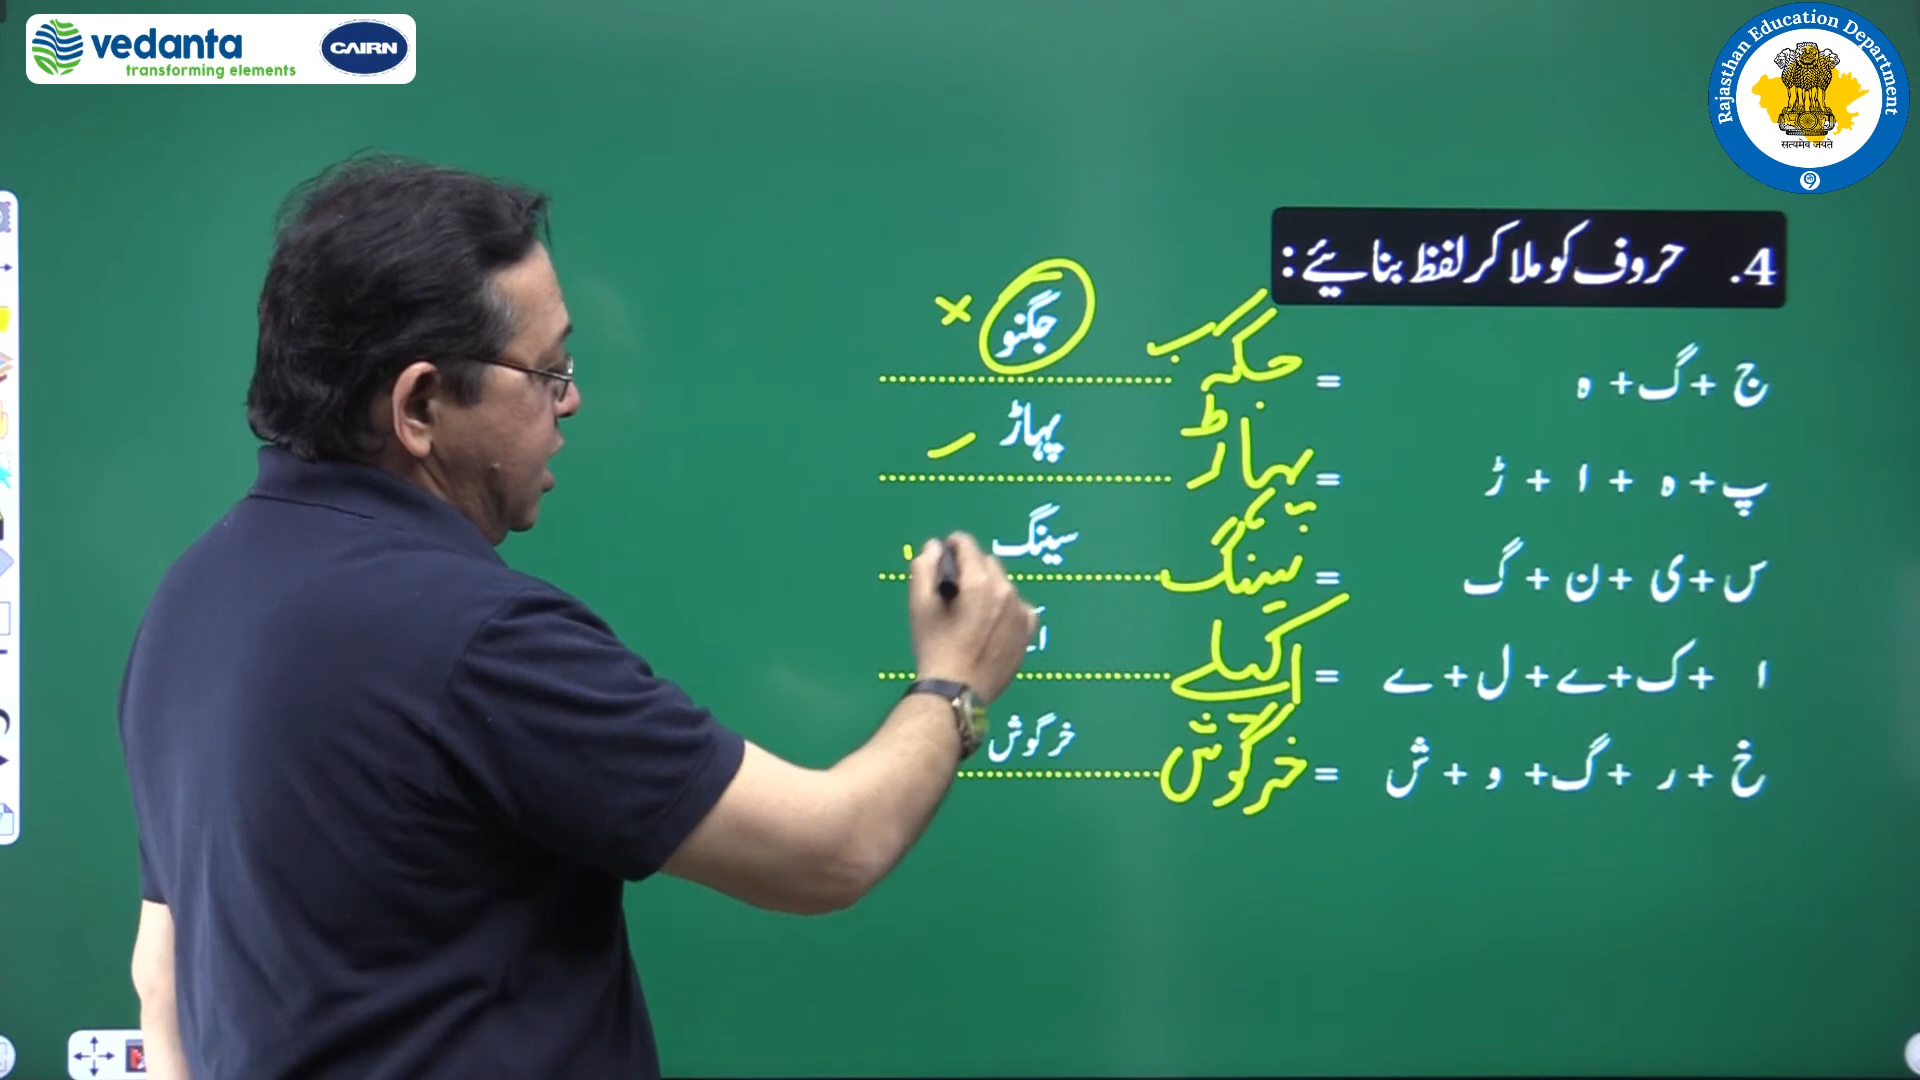 vedanta
transforming elements
CAIRN
Rajasthan Education Department
सत्यमेव जयते
4. حروف کو ملا کر لفظ بنائیے:
ج + گ + ہ = جگہ جگنو
پ + ہ + ا + ڑ = پہاڑ پہاڑ
س + ی + ن + گ = سینگ سینگ
ا + ک + ے + ل + ے = اکیلے
خ + ر + گ + و + ش = خرگوش خرگوش